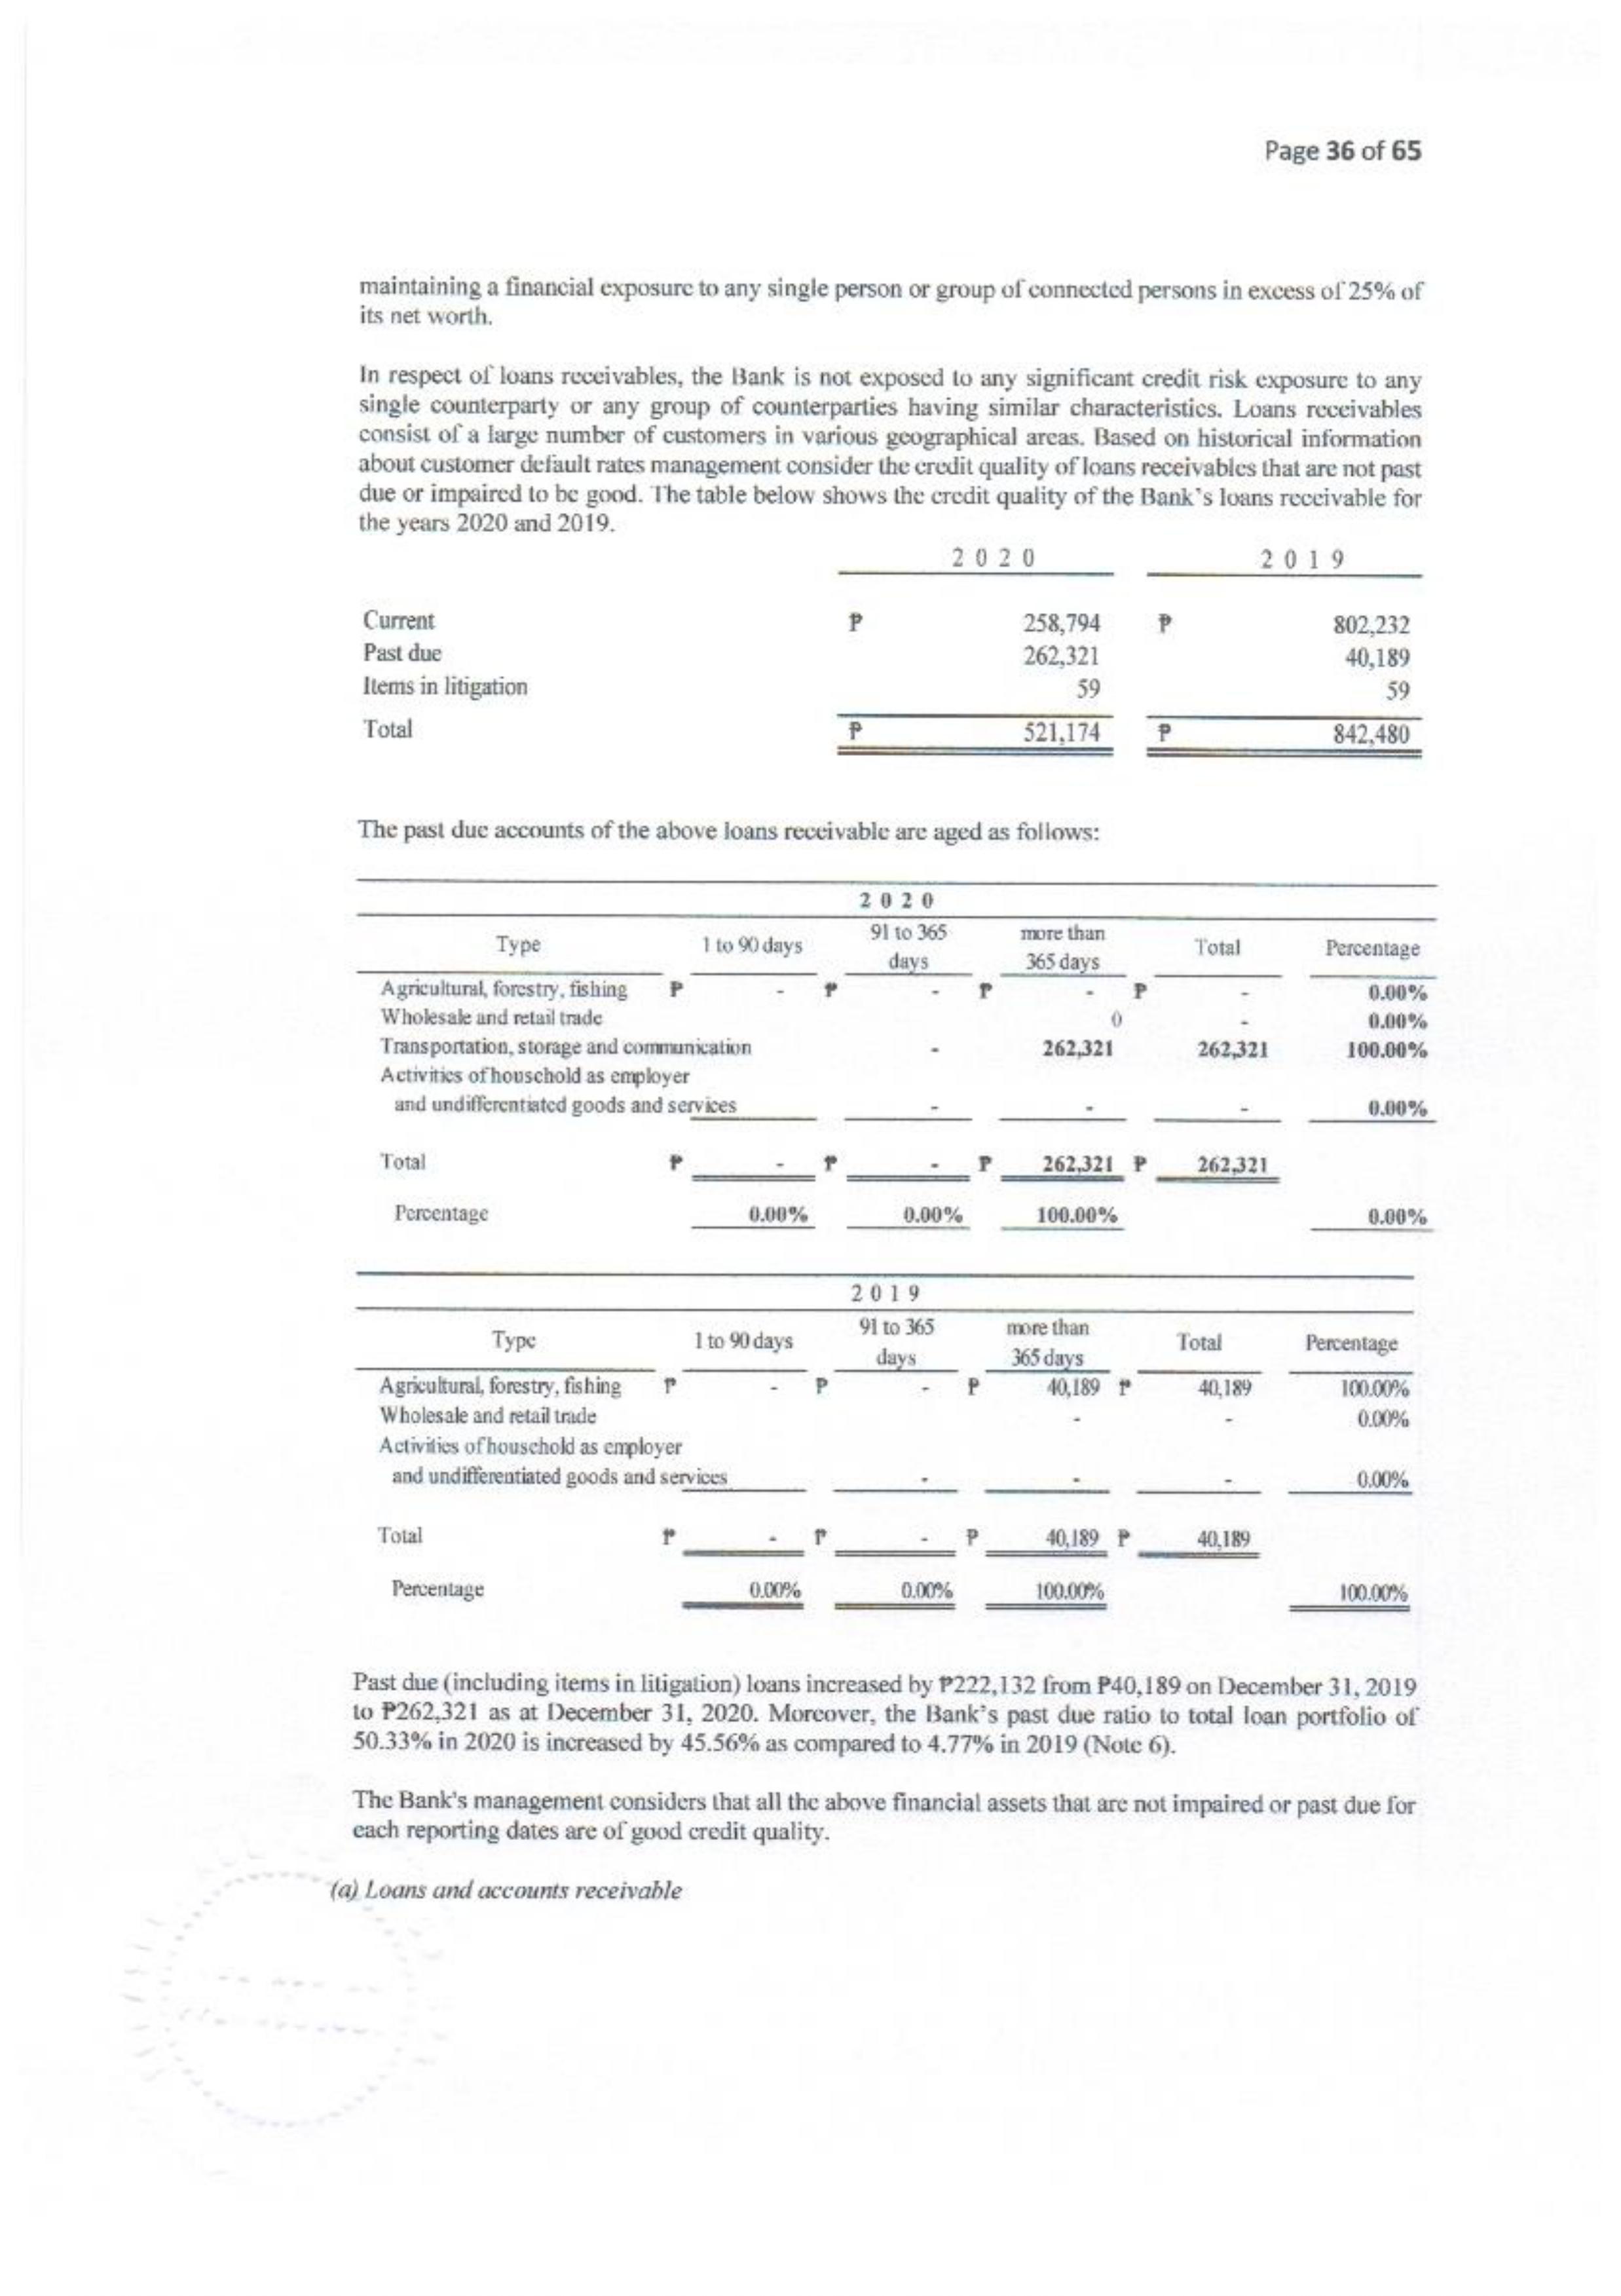 Page 36 of 65
maintaining a financial exposure to any single person or group of connected persons in excess of 25% of
its net worth.
In respect of loans receivables, the Bank is not exposed to any significant credit risk exposure to any
single counterparty or any group of counterparties having similar characteristics. Loans receivables
consist of a large number of customers in various geographical areas. Based on historical information
about customer default rates management consider the credit quality of loans receivables that are not past
due or impaired to be good. The table below shows the credit quality of the Bank's loans receivable for
the years 2020 and 2019.
2 0 2 0 2 0 1 9
Current ₱ 258,794 ₱ 802,232
Past due 262,321 40,189
Items in litigation 59 59
Total ₱ 521,174 ₱ 842,480
The past due accounts of the above loans receivable are aged as follows:
2 0 2 0
Type 1 to 90 days 91 to 365 days more than 365 days Total Percentage
Agricultural, forestry, fishing ₱ - ₱ - ₱ - ₱ - 0.00%
Wholesale and retail trade 0 - 0.00%
Transportation, storage and communication - 262,321 262,321 100.00%
Activities of household as employer
and undifferentiated goods and services - - - 0.00%
Total ₱ - ₱ - ₱ 262,321 ₱ 262,321
Percentage 0.00% 0.00% 100.00% 0.00%
2 0 1 9
Type 1 to 90 days 91 to 365 days more than 365 days Total Percentage
Agricultural, forestry, fishing ₱ - ₱ - ₱ 40,189 ₱ 40,189 100.00%
Wholesale and retail trade - - 0.00%
Activities of household as employer
and undifferentiated goods and services - - - 0.00%
Total ₱ - ₱ - ₱ 40,189 ₱ 40,189
Percentage 0.00% 0.00% 100.00% 100.00%
Past due (including items in litigation) loans increased by ₱222,132 from ₱40,189 on December 31, 2019
to ₱262,321 as at December 31, 2020. Moreover, the Bank's past due ratio to total loan portfolio of
50.33% in 2020 is increased by 45.56% as compared to 4.77% in 2019 (Note 6).
The Bank's management considers that all the above financial assets that are not impaired or past due for
each reporting dates are of good credit quality.
(a) Loans and accounts receivable